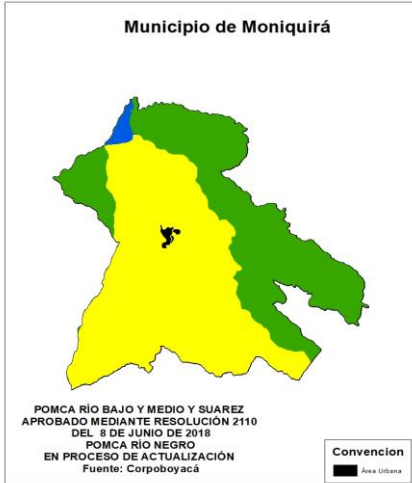 Municipio de Moniquirá
POMCA RÍO BAJO Y MEDIO Y SUAREZ
APROBADO MEDIANTE RESOLUCIÓN 2110
DEL 8 DE JUNIO DE 2018
POMCA RÍO NEGRO
EN PROCESO DE ACTUALIZACIÓN
Fuente: Corpoboyacá
Convencion
Área Urbana